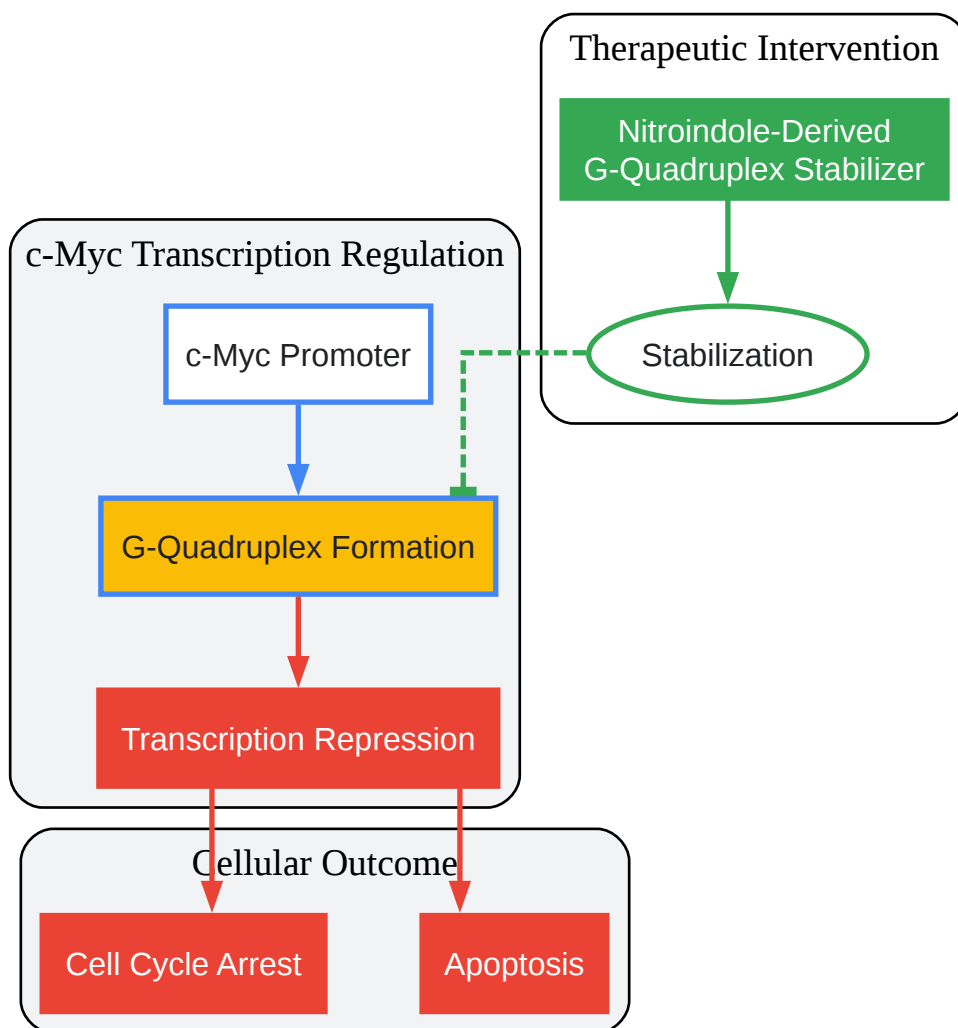 Therapeutic Intervention
Nitroindole-Derived
G-Quadruplex Stabilizer
Stabilization
c-Myc Transcription Regulation
c-Myc Promoter
G-Quadruplex Formation
Transcription Repression
Cellular Outcome
Cell Cycle Arrest
Apoptosis